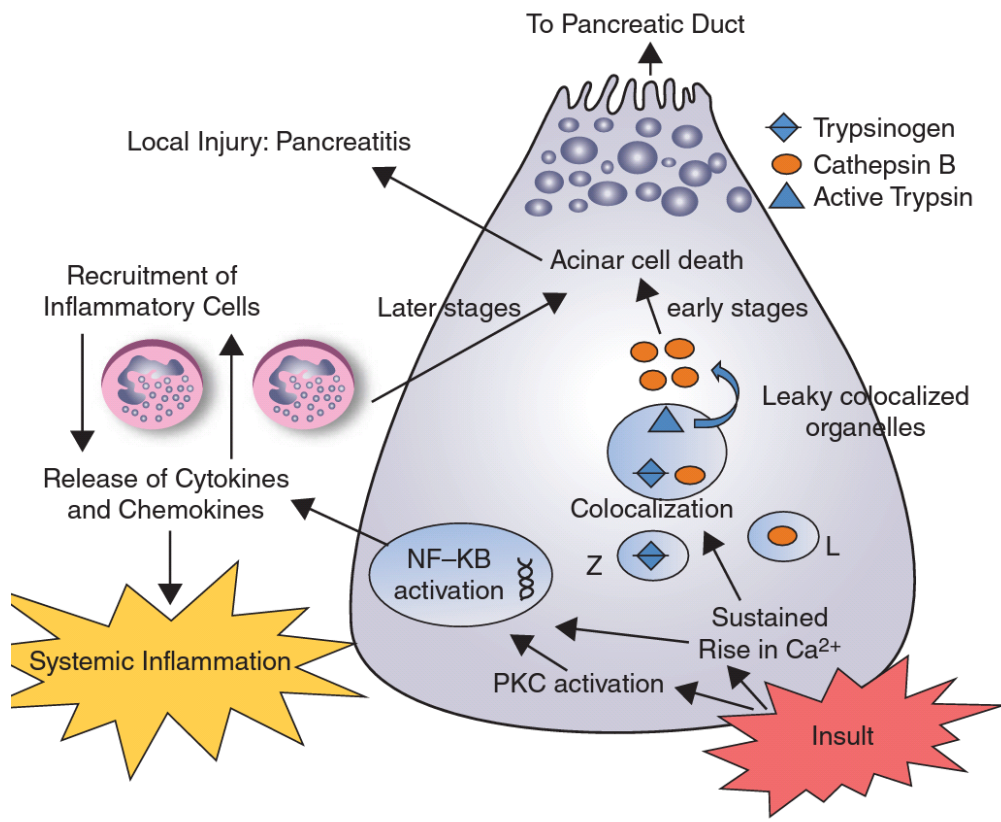 To Pancreatic Duct
Trypsinogen
Cathepsin B
Active Trypsin
Local Injury: Pancreatitis
Acinar cell death
Recruitment of
Inflammatory Cells
Later stages
early stages
Leaky colocalized
organelles
Release of Cytokines
and Chemokines
Colocalization
NF–KB
activation
Z
L
Sustained
Rise in Ca²⁺
Systemic Inflammation
PKC activation
Insult